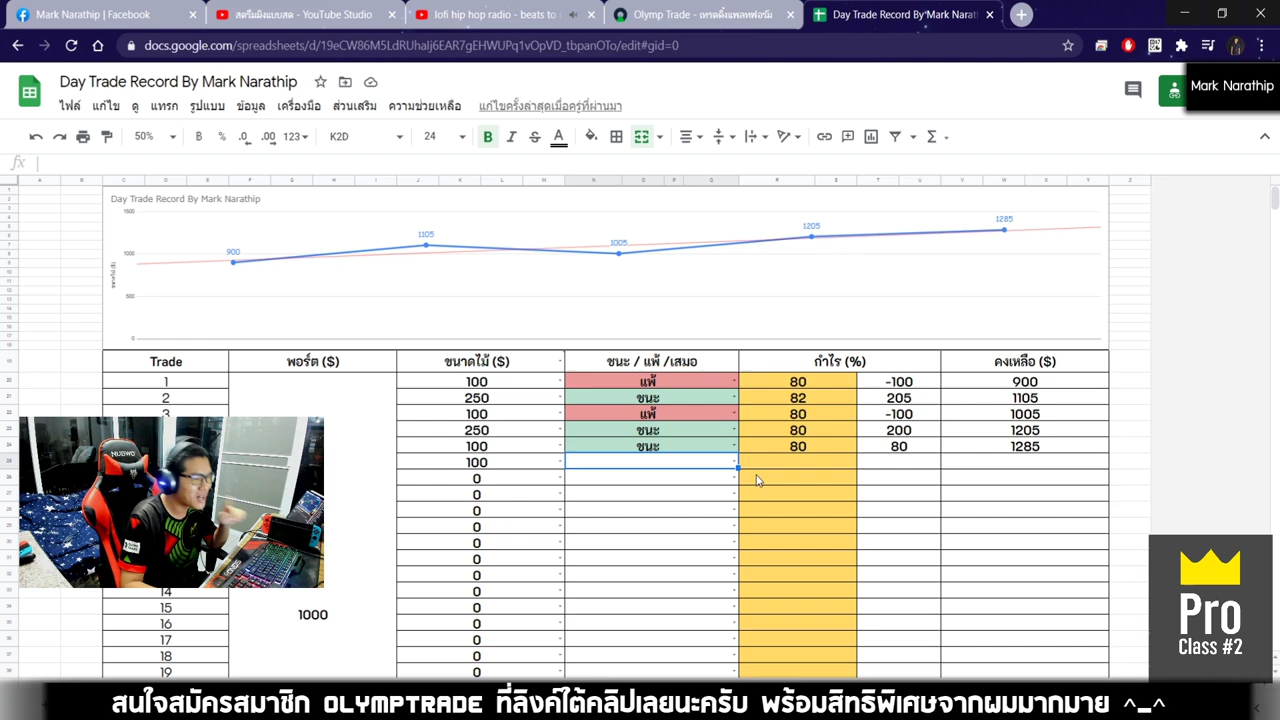 Mark Narathip | Facebook
สตรีมมิงแบบสด - YouTube Studio
lofi hip hop radio - beats to
Olymp Trade - เทรดดิ้งแพลทฟอร์ม
Day Trade Record By Mark Narat
docs.google.com/spreadsheets/d/19eCW86M5LdRUhaIj6EAR7gEHWUPq1vOpVD_tbpanOTo/edit#gid=0
Day Trade Record By Mark Narathip
Mark Narathip
ไฟล์ แก้ไข ดู แทรก รูปแบบ ข้อมูล เครื่องมือ ส่วนเสริม ความช่วยเหลือ แก้ไขครั้งล่าสุดเมื่อครู่ที่ผ่านมา
50% ฿ % .0 .00 123 K2D 24 B I S A Σ
fx
Day Trade Record By Mark Narathip
1500
1000
500
0
900 1105 1005 1205 1285
Trade พอร์ต ($) ขนาดไม้ ($) ชนะ / แพ้ /เสมอ กำไร (%) คงเหลือ ($)
1 100 แพ้ 80 -100 900
2 250 ชนะ 82 205 1105
3 100 แพ้ 80 -100 1005
250 ชนะ 80 200 1205
100 ชนะ 80 80 1285
100
0
0
0
0
0
0
0
0
14
15 0
1000
16 0
17 0
18 0
19 0
Pro
Class #2
สนใจสมัครสมาชิก OLYMPTRADE ที่ลิงค์ใต้คลิปเลยนะครับ พร้อมสิทธิพิเศษจากผมมากมาย ^_^